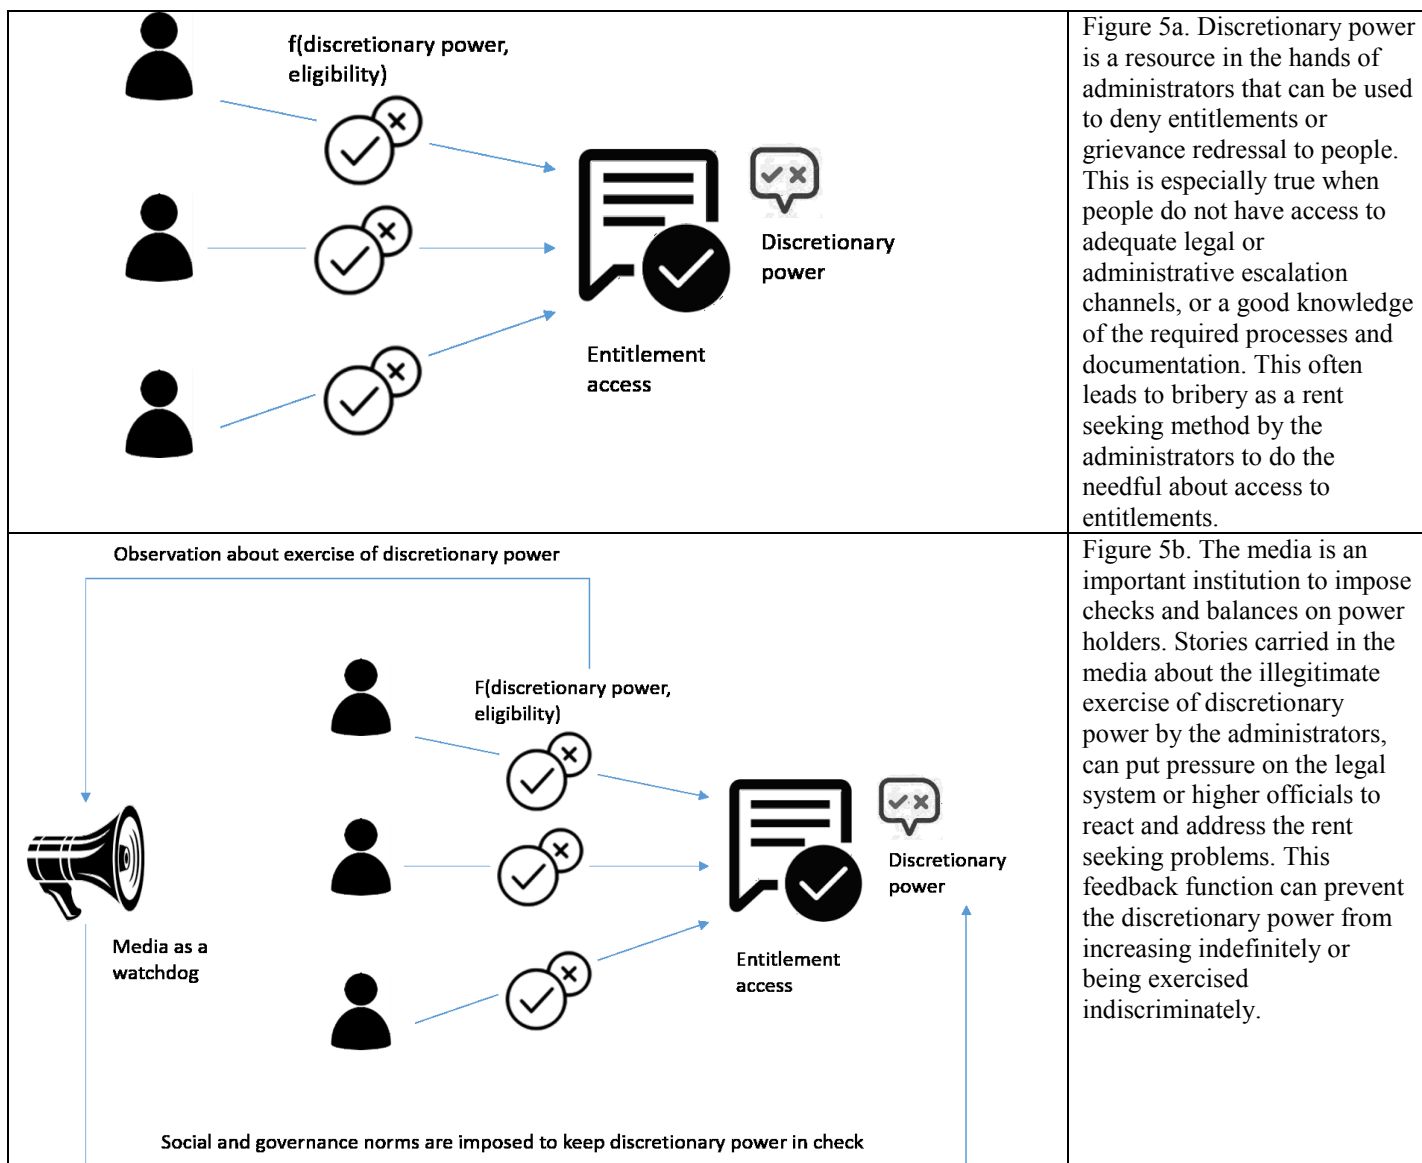 f(discretionary power,
eligibility)
Discretionary
power
Entitlement
access
Figure 5a. Discretionary power
is a resource in the hands of
administrators that can be used
to deny entitlements or
grievance redressal to people.
This is especially true when
people do not have access to
adequate legal or
administrative escalation
channels, or a good knowledge
of the required processes and
documentation. This often
leads to bribery as a rent
seeking method by the
administrators to do the
needful about access to
entitlements.
Observation about exercise of discretionary power
F(discretionary power,
eligibility)
Discretionary
power
Media as a
watchdog
Entitlement
access
Social and governance norms are imposed to keep discretionary power in check
Figure 5b. The media is an
important institution to impose
checks and balances on power
holders. Stories carried in the
media about the illegitimate
exercise of discretionary
power by the administrators,
can put pressure on the legal
system or higher officials to
react and address the rent
seeking problems. This
feedback function can prevent
the discretionary power from
increasing indefinitely or
being exercised
indiscriminately.